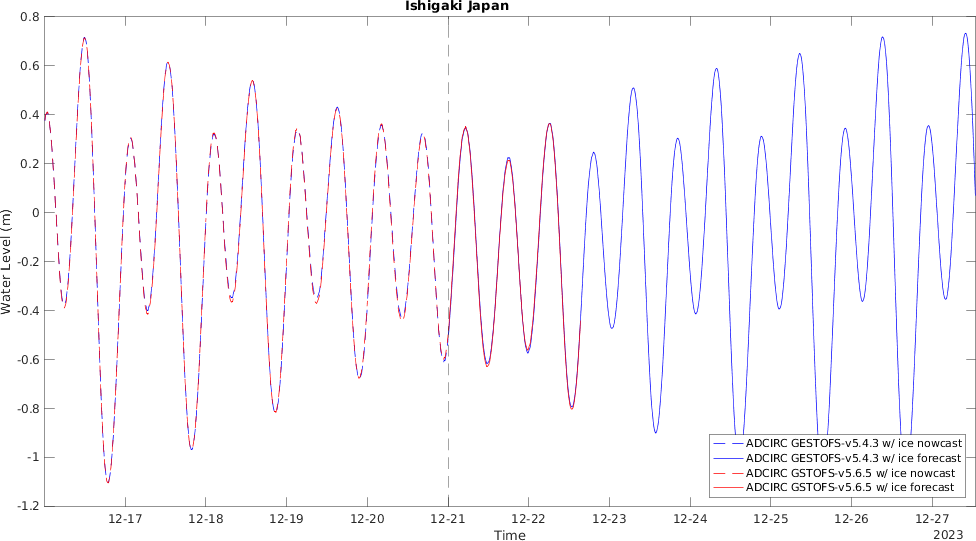 Ishigaki Japan
0.8
0.6
0.4
0.2
0
-0.2
-0.4
-0.6
-0.8
-1
-1.2
Water Level (m)
ADCIRC GESTOFS-v5.4.3 w/ ice nowcast
ADCIRC GESTOFS-v5.4.3 w/ ice forecast
ADCIRC GSTOFS-v5.6.5 w/ ice nowcast
ADCIRC GSTOFS-v5.6.5 w/ ice forecast
12-17 12-18 12-19 12-20 12-21 12-22 12-23 12-24 12-25 12-26 12-27
Time
2023